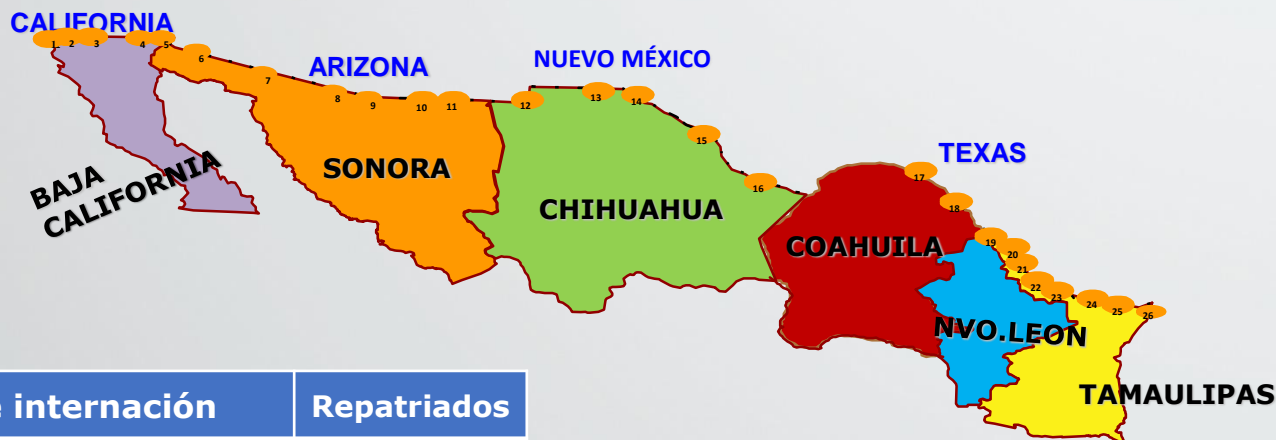 CALIFORNIA
1 2 3 4 5
6
7
8 9 10 11
12 13 14
15
16
17
18
19
20
21
22
23
24 25 26
ARIZONA
NUEVO MÉXICO
TEXAS
BAJA
CALIFORNIA
SONORA
CHIHUAHUA
COAHUILA
NVO.LEON
TAMAULIPAS
e internación Repatriados